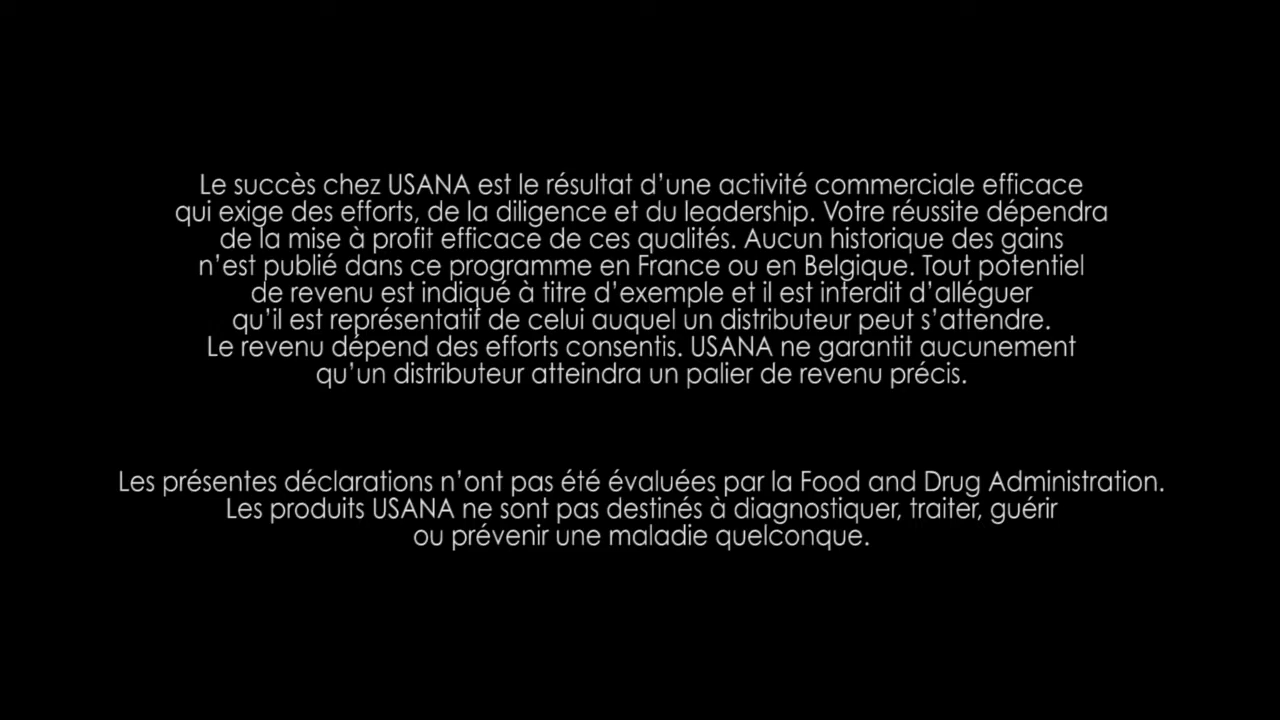 Le succès chez USANA est le résultat d’une activité commerciale efficace
qui exige des efforts, de la diligence et du leadership. Votre réussite dépendra
de la mise à profit efficace de ces qualités. Aucun historique des gains
n’est publié dans ce programme en France ou en Belgique. Tout potentiel
de revenu est indiqué à titre d’exemple et il est interdit d’alléguer
qu’il est représentatif de celui auquel un distributeur peut s’attendre.
Le revenu dépend des efforts consentis. USANA ne garantit aucunement
qu’un distributeur atteindra un palier de revenu précis.
Les présentes déclarations n’ont pas été évaluées par la Food and Drug Administration.
Les produits USANA ne sont pas destinés à diagnostiquer, traiter, guérir
ou prévenir une maladie quelconque.